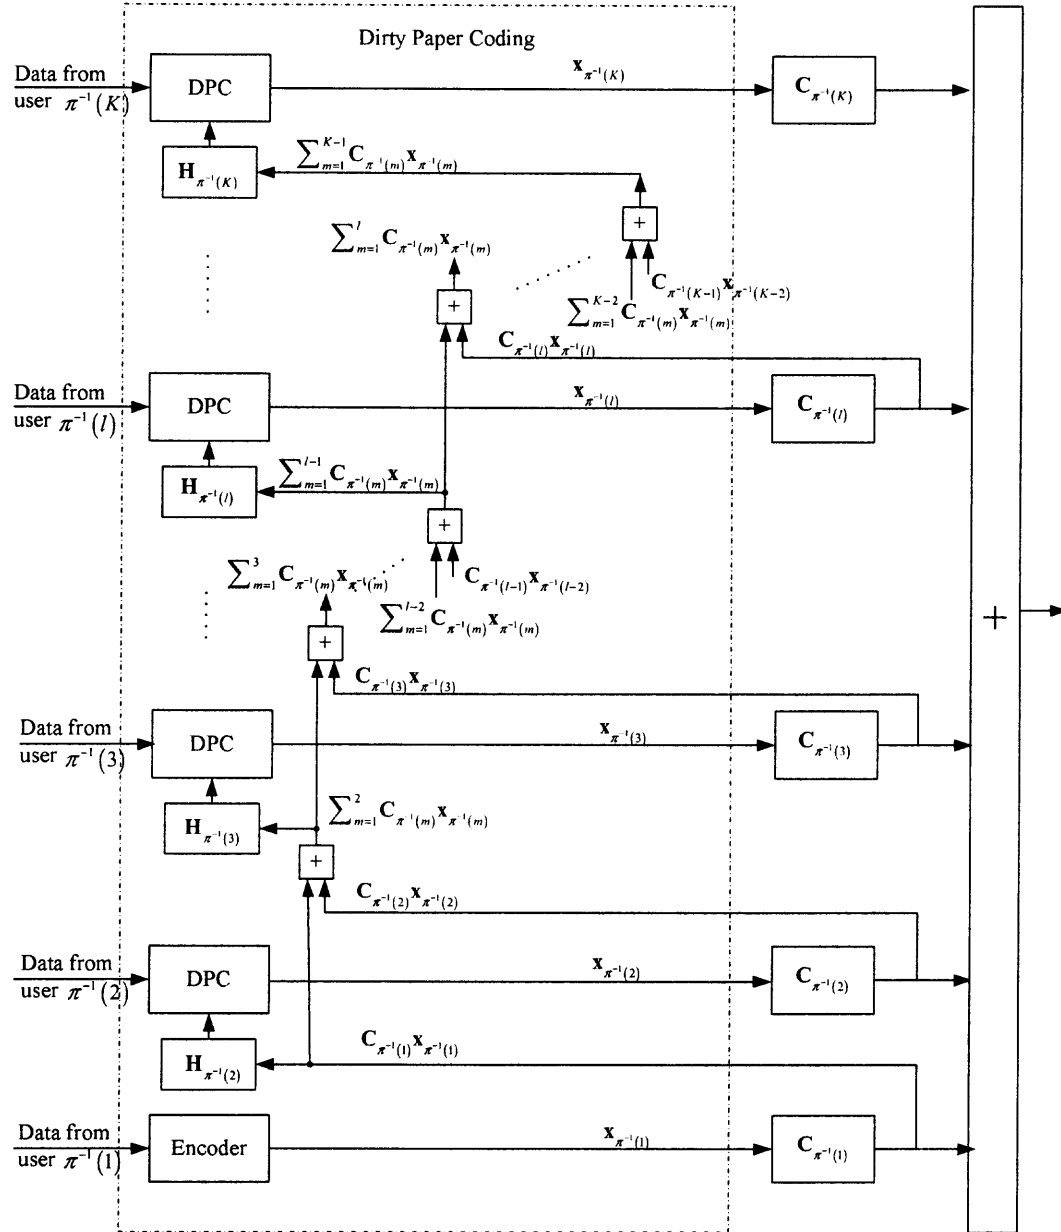 Dirty Paper Coding
Data from
user π⁻¹(K)
DPC
x_{π⁻¹(K)}
C_{π⁻¹(K)}
H_{π⁻¹(K)}
∑_{m=1}^{K-1} C_{π⁻¹(m)} x_{π⁻¹(m)}
+
∑_{m=1}^{l} C_{π⁻¹(m)} x_{π⁻¹(m)}
+
C_{π⁻¹(K-1)} x_{π⁻¹(K-2)}
∑_{m=1}^{K-2} C_{π⁻¹(m)} x_{π⁻¹(m)}
C_{π⁻¹(l)} x_{π⁻¹(l)}
Data from
user π⁻¹(l)
DPC
x_{π⁻¹(l)}
C_{π⁻¹(l)}
H_{π⁻¹(l)}
∑_{m=1}^{l-1} C_{π⁻¹(m)} x_{π⁻¹(m)}
+
∑_{m=1}^{3} C_{π⁻¹(m)} x_{π⁻¹(m)}
C_{π⁻¹(l-1)} x_{π⁻¹(l-2)}
∑_{m=1}^{l-2} C_{π⁻¹(m)} x_{π⁻¹(m)}
+
+
C_{π⁻¹(3)} x_{π⁻¹(3)}
Data from
user π⁻¹(3)
DPC
x_{π⁻¹(3)}
C_{π⁻¹(3)}
H_{π⁻¹(3)}
∑_{m=1}^{2} C_{π⁻¹(m)} x_{π⁻¹(m)}
+
C_{π⁻¹(2)} x_{π⁻¹(2)}
Data from
user π⁻¹(2)
DPC
x_{π⁻¹(2)}
C_{π⁻¹(2)}
H_{π⁻¹(2)}
C_{π⁻¹(1)} x_{π⁻¹(1)}
Data from
user π⁻¹(1)
Encoder
x_{π⁻¹(1)}
C_{π⁻¹(1)}